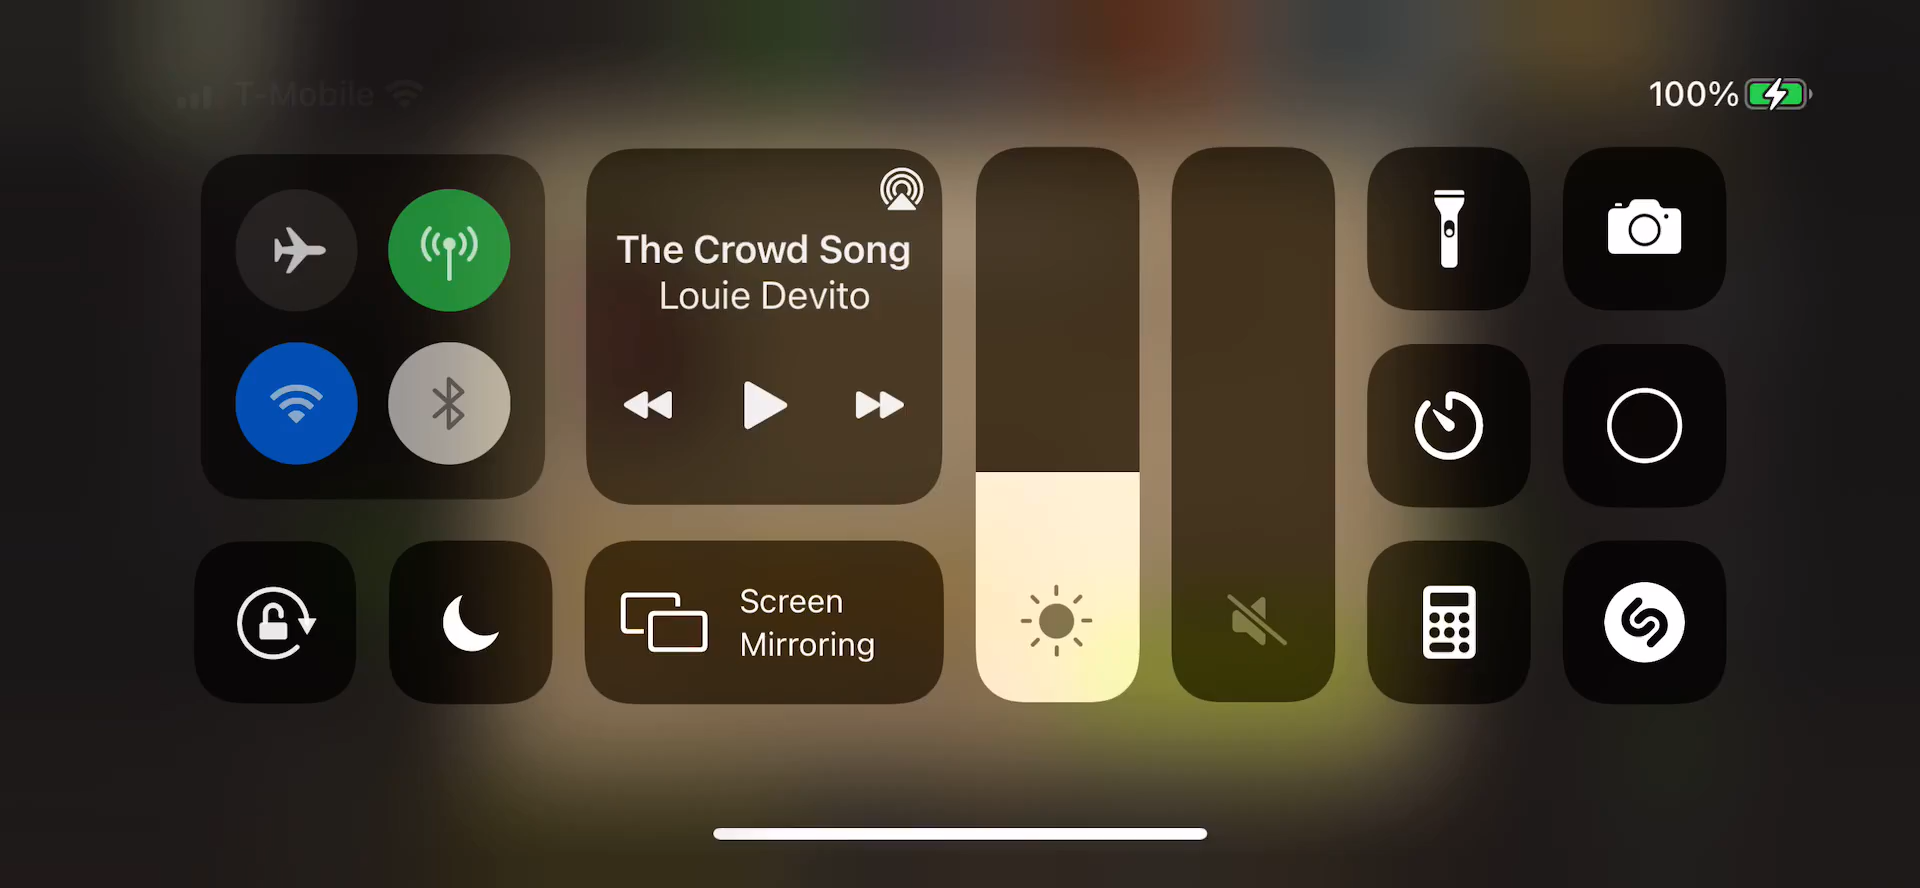 T-Mobile
100%
The Crowd Song
Louie Devito
Screen
Mirroring